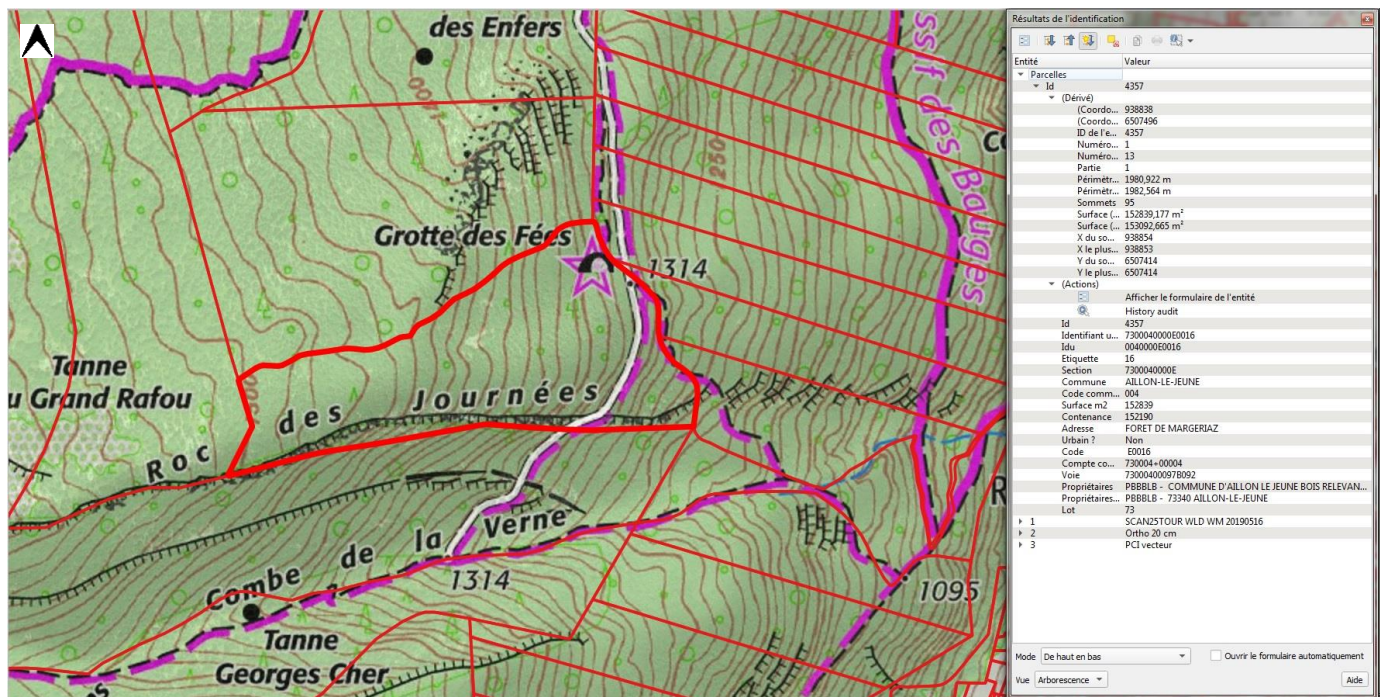 des Enfers
00ᔭ
ssif des Bauges
250
Grotte des Fées
1314
Tanne
u Grand Rafou
1300
Roc des Journées
Combe de la Verne
1314
1095
Tanne
Georges Cher
Résultats de l'identification
Entité Valeur
Parcelles
Id 4357
(Dérivé)
(Coordo... 938838
(Coordo... 6507496
ID de l'e... 4357
Numéro... 1
Numéro... 13
Partie 1
Périmètr... 1980,922 m
Périmètr... 1982,564 m
Sommets 95
Surface (... 152839,177 m²
Surface (... 153092,665 m²
X du so... 938854
X le plus... 938853
Y du so... 6507414
Y le plus... 6507414
(Actions)
Afficher le formulaire de l'entité
History audit
Id 4357
Identifiant u... 7300040000E0016
Idu 0040000E0016
Etiquette 16
Section 7300040000E
Commune AILLON-LE-JEUNE
Code comm... 004
Surface m2 152839
Contenance 152190
Adresse FORET DE MARGERIAZ
Urbain ? Non
Code E0016
Compte co... 730004+00004
Voie 7300040097B092
Propriétaires PBBBLB - COMMUNE D'AILLON LE JEUNE BOIS RELEVAN...
Propriétaires... PBBBLB - 73340 AILLON-LE-JEUNE
Lot 73
1 SCAN25TOUR WLD WM 20190516
2 Ortho 20 cm
3 PCI vecteur
Mode De haut en bas Ouvrir le formulaire automatiquement
Vue Arborescence Aide